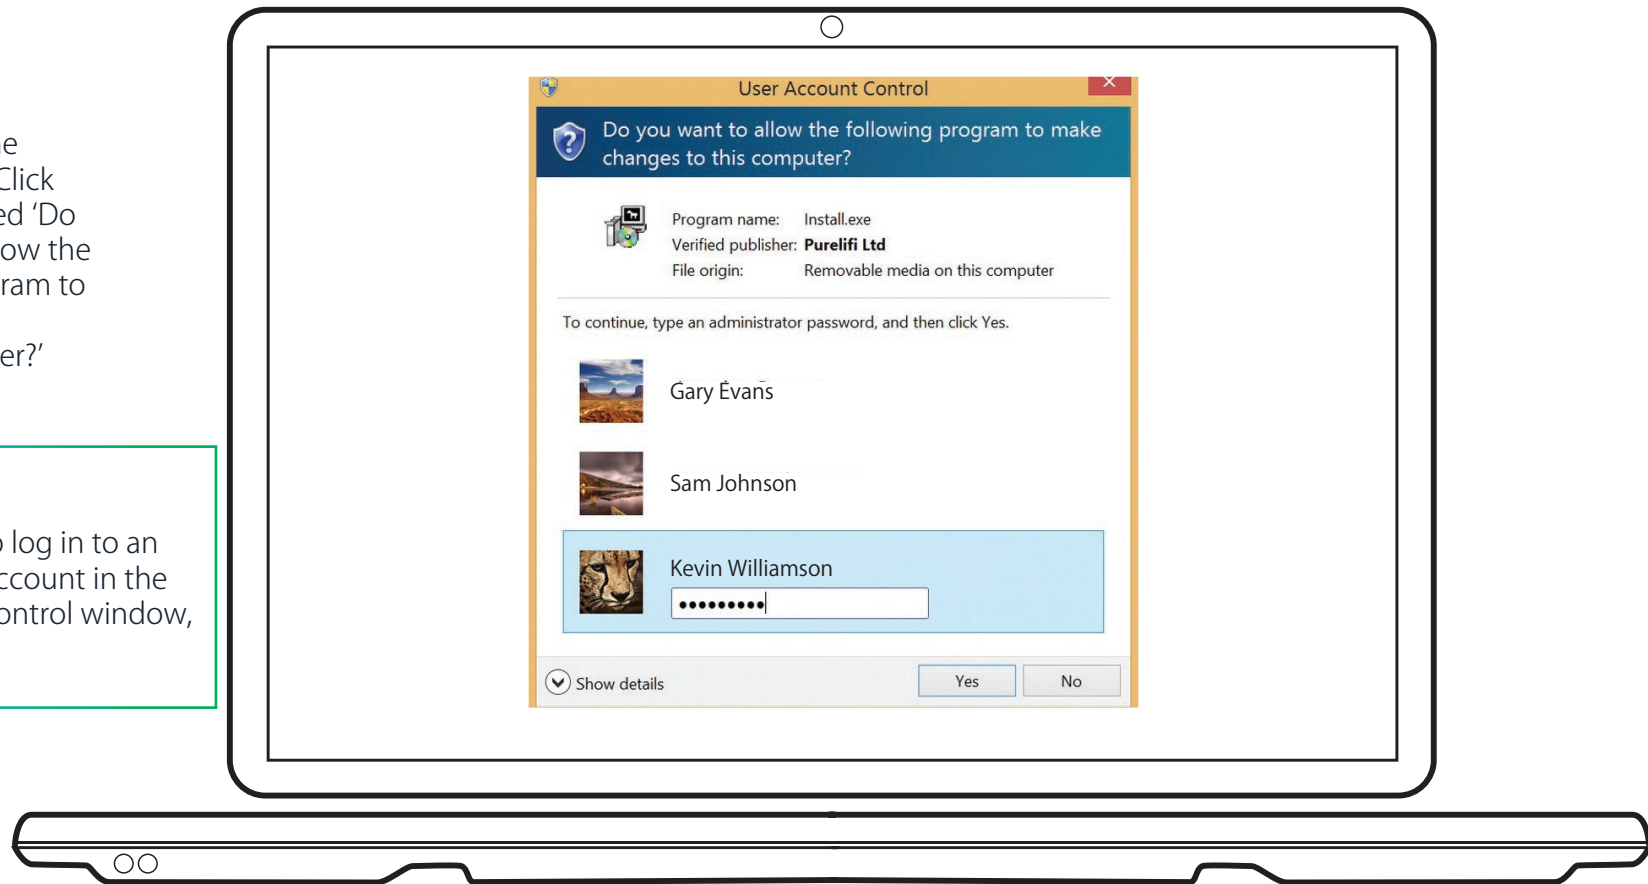 e
Click
ed ‘Do
ow the
ram to
er?’
log in to an
ccount in the
ontrol window,
User Account Control
Do you want to allow the following program to make
changes to this computer?
Program name: Install.exe
Verified publisher: Purelifi Ltd
File origin: Removable media on this computer
To continue, type an administrator password, and then click Yes.
Gary Evans
Sam Johnson
Kevin Williamson
•••••••••
Show details
Yes
No